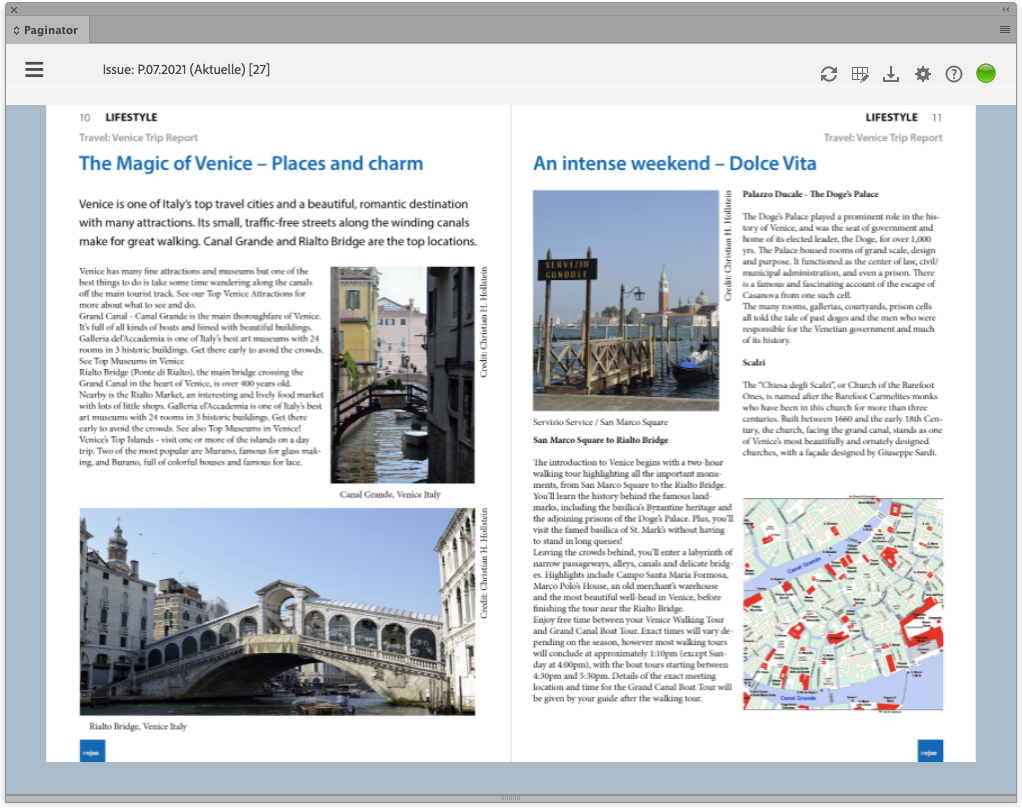 Paginator
Issue: P.07.2021 (Aktuelle) [27]
10 LIFESTYLE
Travel: Venice Trip Report
The Magic of Venice – Places and charm
Venice is one of Italy's top travel cities and a beautiful, romantic destination
with many attractions. Its small, traffic-free streets along the winding canals
make for great walking. Canal Grande and Rialto Bridge are the top locations.
Venice has many fine attractions and museums but one of the
best things to do is take some time wandering along the canals
off the main tourist track. See our Top Venice Attractions for
more about what to see and do.
Grand Canal - Canal Grande is the main thoroughfare of Venice.
It's full of all kinds of boats and liined with beautiful buildings.
Galleria del'Accademia is one of Italy's best art museums with 24
rooms in 3 historic buildings. Get there early to avoid the crowds.
See Top Museums in Venice
Rialto Bridge (Ponte di Rialto), the main bridge crossing the
Grand Canal in the heart of Venice, is over 400 years old.
Nearby is the Rialto Market, an interesting and lively food market
with lots of little shops. Galleria el'Accademia is one of Italy's best
art museums with 24 rooms in 3 historic buildings. Get there
early to avoid the crowds. See also Top Museums in Venice!
Venice's Top Islands - visit one or more of the islands on a day
trip. Two of the most popular are Murano, famous for glass mak-
ing, and Burano, full of colorful houses and famous for lace.
Credit: Christian H. Hollstein
Canal Grande, Venice Italy
Credit: Christian H. Hollstein
Rialto Bridge, Venice Italy
LIFESTYLE 11
Travel: Venice Trip Report
An intense weekend – Dolce Vita
SERVIZIO
GONDOLE
Credit: Christian H. Hollstein
Servizio Service / San Marco Square
San Marco Square to Rialto Bridge
The introduction to Venice begins with a two-hour
walking tour highlighting all the important monu-
ments, from San Marco Square to the Rialto Bridge.
You'll learn the history behind the famous land-
marks, including the basilica's Byzantine heritage and
the adjoining prisons of the Doge's Palace. Plus, you'll
visit the famed basilica of St. Mark's without having
to stand in long queues!
Leaving the crowds behind, you'll enter a labyrinth of
narrow passageways, alleys, canals and delicate bridg-
es. Highlights include Campo Santa Maria Formosa,
Marco Polo's House, an old merchant's warehouse
and the most beautiful well-head in Venice, before
finishing the tour near the Rialto Bridge.
Enjoy free time between your Venice Walking Tour
and Grand Canal Boat Tour. Exact times will vary de-
pending on the season, however most walking tours
will conclude at approximately 1:10pm (except Sun-
day at 4:00pm), with the boat tours starting between
4:30pm and 5:30pm. Details of the exact meeting
location and time for the Grand Canal Boat Tour will
be given by your guide after the walking tour.
Palazzo Ducale - The Doge's Palace
The Doge's Palace played a prominent role in the his-
tory of Venice, and was the seat of government and
home of its elected leader, the Doge, for over 1,000
yrs. The Palace housed rooms of grand scale, design
and purpose. It functioned as the center of law, civil/
municipal administration, and even a prison. There
is a famous and fascinating account of the escape of
Casanova from one such cell.
The many rooms, gallerias, courtyards, prison cells
all told the tale of past doges and the men who were
responsible for the Venetian government and much
of its history.
Scalzi
The "Chiesa degli Scalzi", or Church of the Barefoot
Ones, is named after the Barefoot Carmelites monks
who have been in this church for more than three
centuries. Built between 1660 and the early 18th Cen-
tury, the church, facing the grand canal, stands as one
of Venice's most beautifully and ornately designed
churches, with a façade designed by Giuseppe Sardi.
Canal Grande
Canal Grande